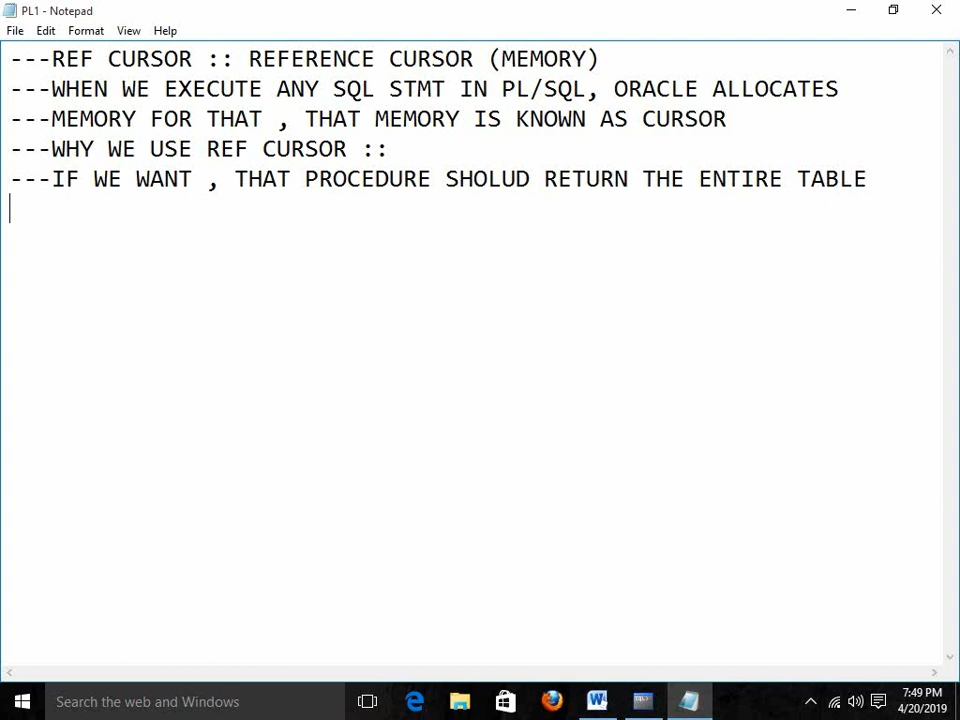 PL1 - Notepad
File Edit Format View Help
---REF CURSOR :: REFERENCE CURSOR (MEMORY)
---WHEN WE EXECUTE ANY SQL STMT IN PL/SQL, ORACLE ALLOCATES
---MEMORY FOR THAT , THAT MEMORY IS KNOWN AS CURSOR
---WHY WE USE REF CURSOR ::
---IF WE WANT , THAT PROCEDURE SHOLUD RETURN THE ENTIRE TABLE
Search the web and Windows
7:49 PM
4/20/2019